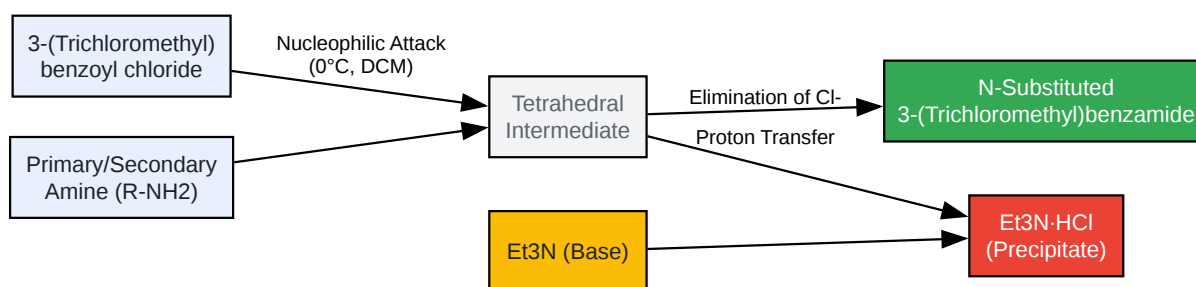 3-(Trichloromethyl)
benzoyl chloride
Nucleophilic Attack
(0°C, DCM)
Primary/Secondary
Amine (R-NH2)
Tetrahedral
Intermediate
Elimination of Cl-
Proton Transfer
N-Substituted
3-(Trichloromethyl)benzamide
Et3N (Base)
Et3N·HCl
(Precipitate)